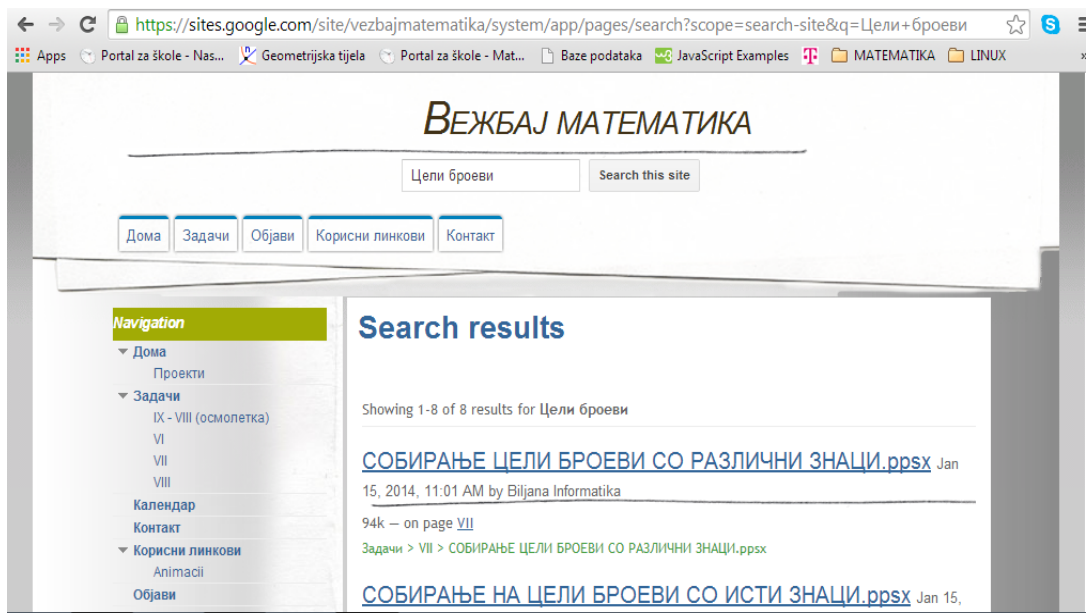 https://sites.google.com/site/vezbajmatematika/system/app/pages/search?scope=search-site&q=Цели+броеви
Apps Portal za škole - Nas... Geometrijska tijela Portal za škole - Mat... Baze podataka JavaScript Examples MATEMATIKA LINUX »
ВЕЖБАЈ МАТЕМАТИКА
Цели броеви Search this site
Дома Задачи Објави Корисни линкови Контакт
Navigation
Дома
Проекти
Задачи
IX - VIII (осмолетка)
VI
VII
VIII
Календар
Контакт
Корисни линкови
Animacii
Објави
Search results
Showing 1-8 of 8 results for Цели броеви
СОБИРАЊЕ ЦЕЛИ БРОЕВИ СО РАЗЛИЧНИ ЗНАЦИ.ppsx Jan
15, 2014, 11:01 AM by Biljana Informatika
94k – on page VII
Задачи > VII > СОБИРАЊЕ ЦЕЛИ БРОЕВИ СО РАЗЛИЧНИ ЗНАЦИ.ppsx
СОБИРАЊЕ НА ЦЕЛИ БРОЕВИ СО ИСТИ ЗНАЦИ.ppsx Jan 15,